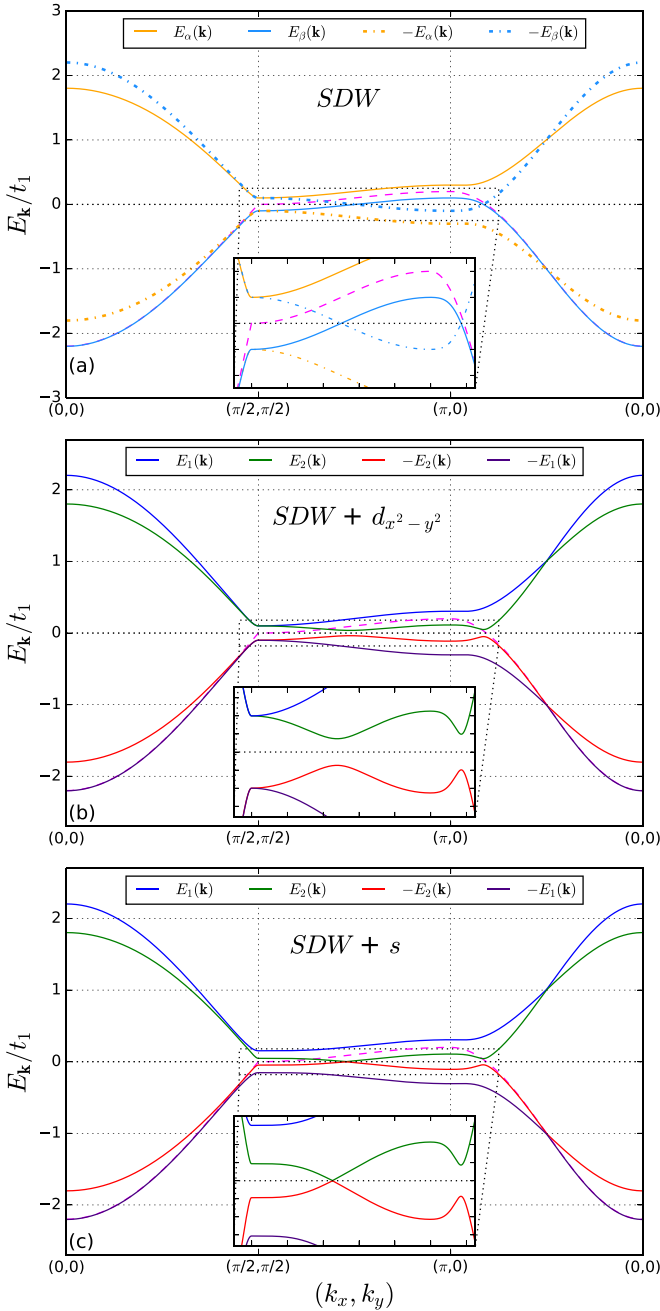 E_α(k) E_β(k) −E_α(k) −E_β(k)
SDW
3
2
1
0
−1
−2
−3
E_k/t_1
(a)
(0,0) (π/2,π/2) (π,0) (0,0)
E_1(k) E_2(k) −E_2(k) −E_1(k)
SDW + d_{x²−y²}
2
1
0
−1
−2
E_k/t_1
(b)
(0,0) (π/2,π/2) (π,0) (0,0)
E_1(k) E_2(k) −E_2(k) −E_1(k)
SDW + s
2
1
0
−1
−2
E_k/t_1
(c)
(0,0) (π/2,π/2) (π,0) (0,0)
(k_x, k_y)